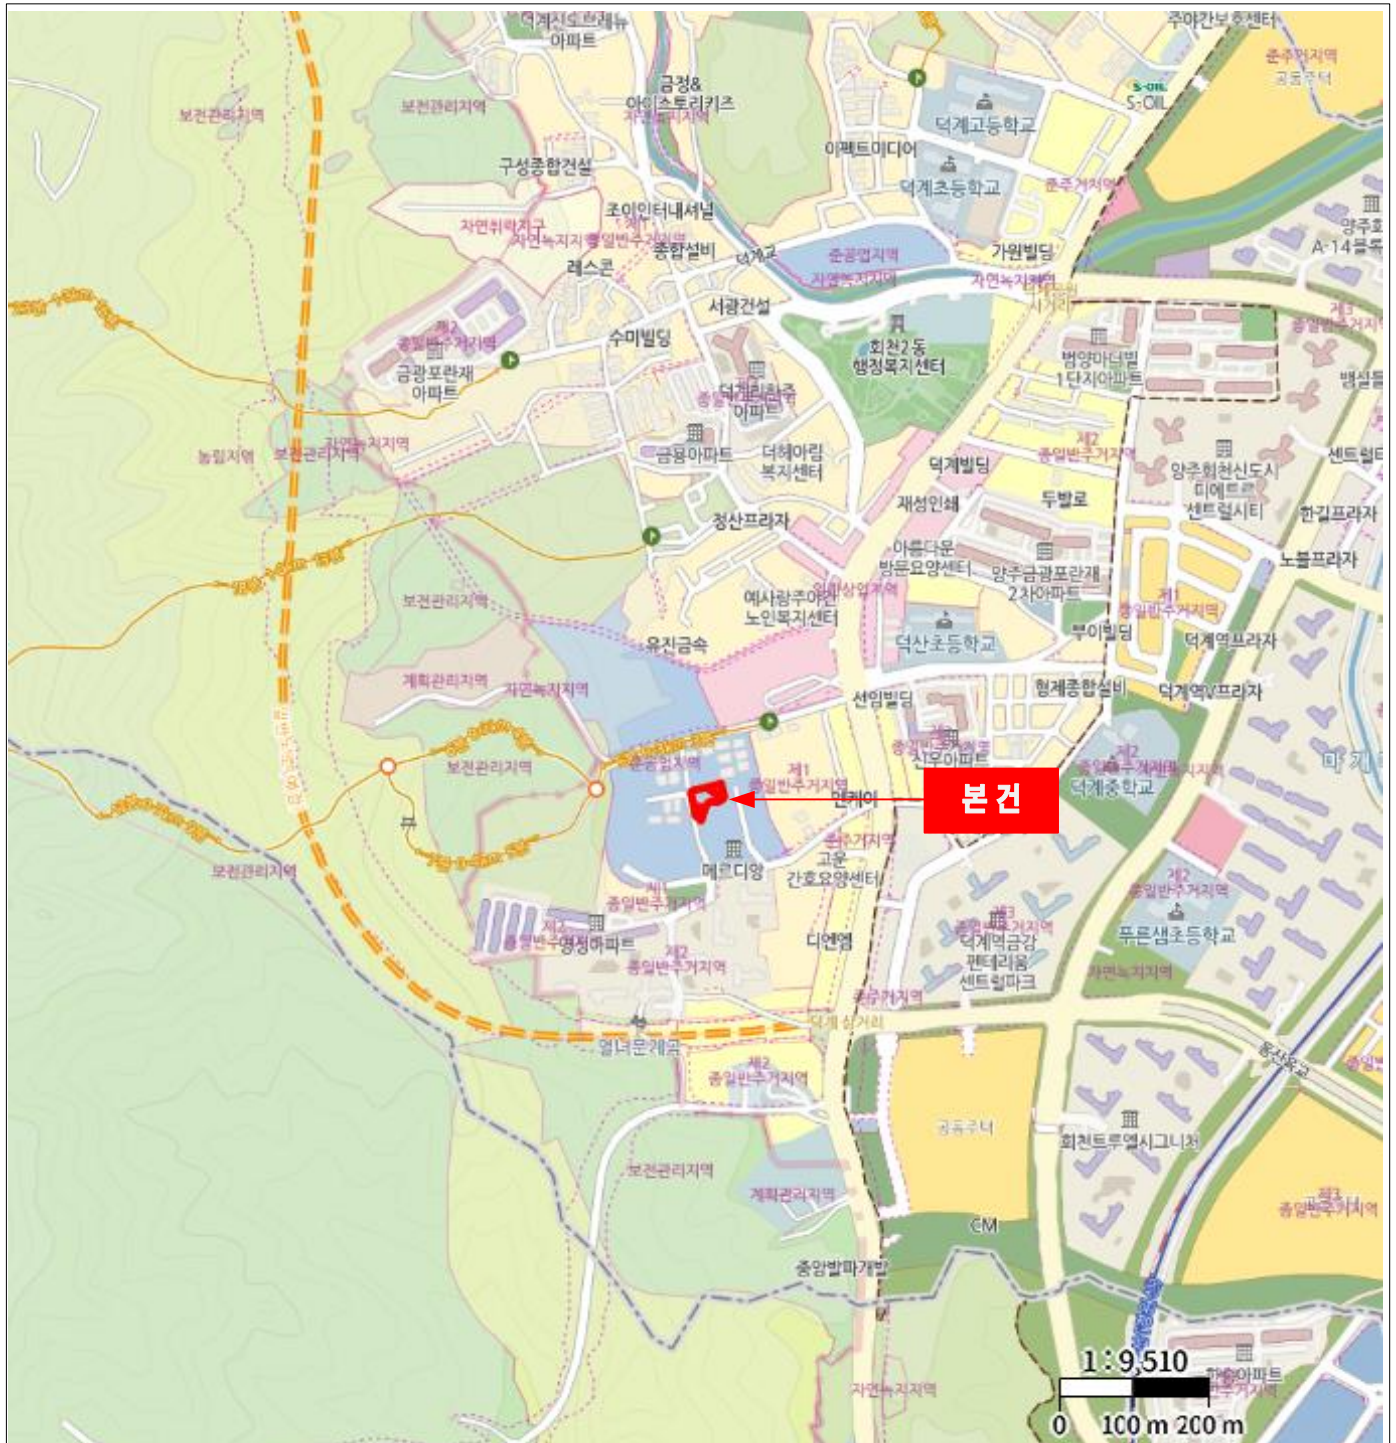 주야간보호센터
덕계신도브래뉴
아파트
준주거지역
공동주택
금정&
아이스토리키즈
자연녹지지역
보전관리지역
보전관리지역
S-OIL
S-OIL
덕계고등학교
이펙트미디어
구성종합건설
덕계초등학교
준주거지역
조이인터내셔널
자연취락지구
제1
종일반주거지역
종합설비
덕계교
준공업지역
가원빌딩
A-14블록
레스콘
자연녹지지역
자연녹지지역
서광건설
제3
종일반주거지역
제2
종일반주거지역
수미빌딩
회천2동
행정복지센터
범양마더빌
1단지아파트
금광포란재
아파트
아파트
자연녹지지역
농림지역
보전관리지역
금용아파트
더헤아림
복지센터
덕계빌딩
제2
종일반주거지역
양주회천신도시
디에트르
센트럴시티
재성인쇄
두발로
한길프라자
정산프라자
아름다운
방문요양센터
양주금광포란재
2차아파트
노블프라자
보전관리지역
예사랑주야간
노인복지센터
일반상업지역
제1
종일반주거지역
유진금속
덕산초등학교
뿌이빌딩
덕계역프라자
계획관리지역
자연녹지지역
선임빌딩
형제종합설비
덕계역V프라자
보전관리지역
준공업지역
신우아파트
제2
덕계중학교
제1
종일반주거지역
본 건
엔케이
준주거지역
보전관리지역
메르디앙
고운
간호요양센터
제1
종일반주거지역
제2
종일반주거지역
제2
종일반주거지역
영성아파트
제3
종일반주거지역
덕계역금강
펜테리움
센트럴파크
푸른샘초등학교
제2
종일반주거지역
디엔엠
자연녹지지역
준주거지역
덕계삼거리
열녀문계곡
제2
종일반주거지역
공동주택
회천트루엘시그니처
보전관리지역
계획관리지역
제3
종일반주거지역
CM
중앙발파개발
1:9,510
자연녹지지역
0 100 m 200 m